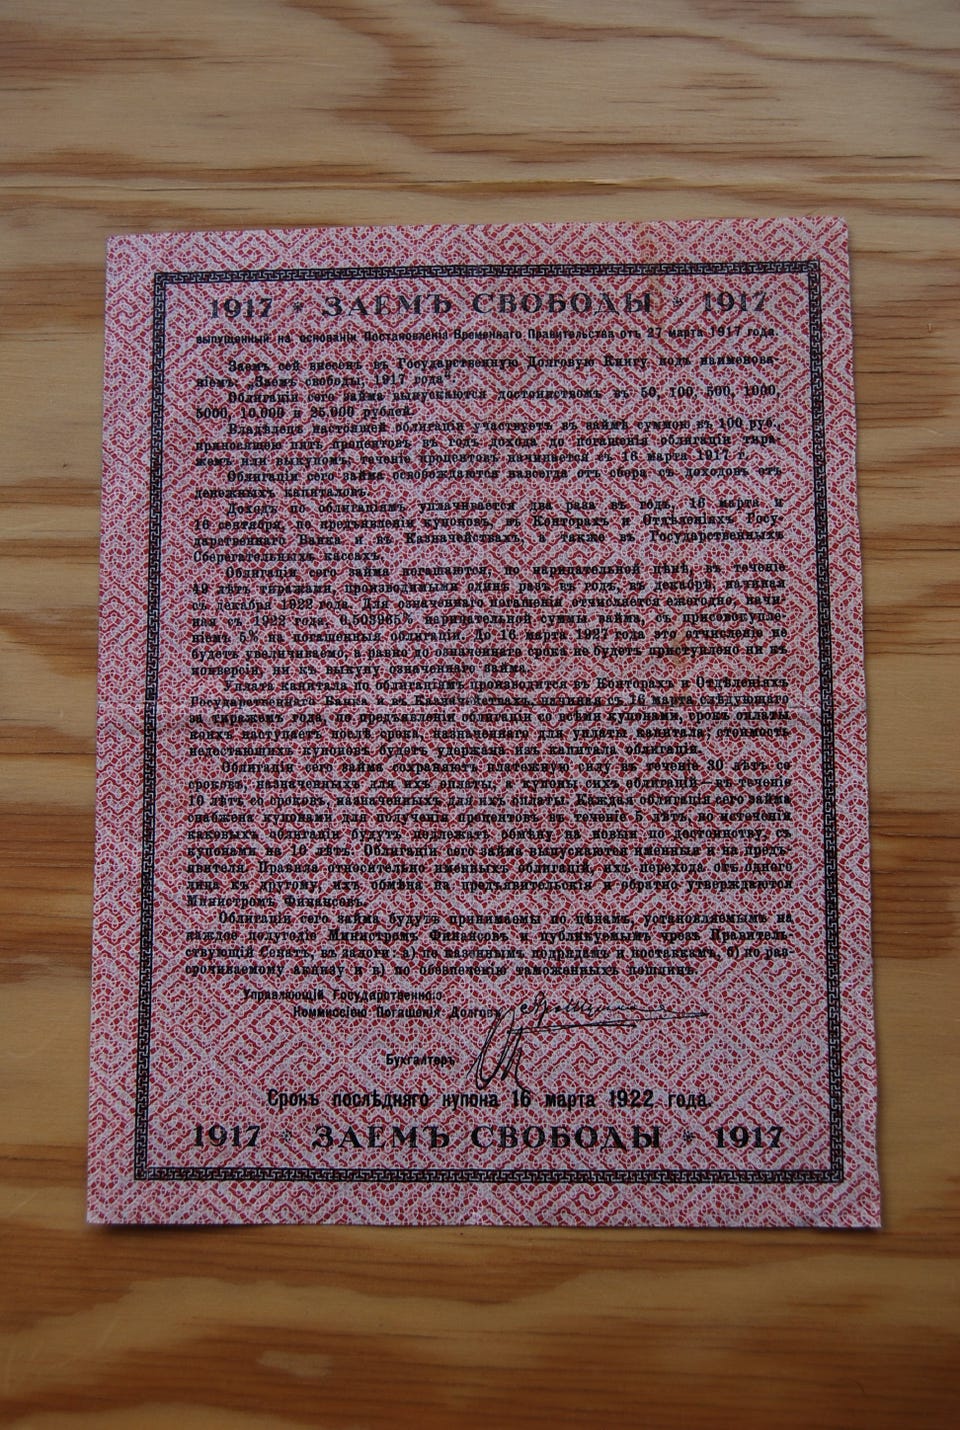 1917 * ЗАЕМЪ СВОБОДЫ * 1917
выпущенный на основаніи Постановленія Временнаго Правительства отъ 27 марта 1917 года.
Заемъ сей внесенъ въ Государственную Долговую Книгу подъ наименова-
ніемъ: „Заемъ свободы, 1917 года".
Облигаціи сего займа выпускаются достоинствомъ въ 50, 100, 500, 1000,
5000, 10,000 и 25,000 рублей.
Владѣлецъ настоящей облигаціи участвуетъ въ займѣ суммою въ 100 руб.,
приносящею пять процентовъ въ годъ дохода до погашенія облигаціи тира-
жемъ или выкупомъ; теченіе процентовъ начинается съ 16 марта 1917 г.
Облигаціи сего займа освобождаются навсегда отъ сбора съ доходовъ отъ
денежныхъ капиталовъ.
Доходъ по облигаціямъ уплачивается два раза въ годъ, 16 марта и
16 сентября, по предъявленіи купоновъ, въ Конторахъ и Отдѣленіяхъ Госу-
дарственнаго Банка и въ Казначействахъ, а также въ Государственныхъ
Сберегательныхъ кассахъ.
Облигаціи сего займа погашаются, по нарицательной цѣнѣ, въ теченіе
49 лѣтъ тиражами, производимыми одинъ разъ въ годъ, въ декабрѣ, начиная
съ декабря 1922 года. Для означеннаго погашенія отчисляется ежегодно, начи-
ная съ 1922 года, 0,503965% нарицательной суммы займа, съ присовокупле-
ніемъ 5% на погашенныя облигаціи. До 16 марта 1927 года это отчисленіе не
будетъ увеличиваемо, а равно до означеннаго срока не будетъ приступлено ни къ
конверсіи, ни къ выкупу означеннаго займа.
Уплата капитала по облигаціямъ производится въ Конторахъ и Отдѣленіяхъ
Государственнаго Банка и въ Казначействахъ, начиная съ 16 марта слѣдующаго
за тиражемъ года, по предъявленіи облигаціи со всѣми купонами, срокъ оплаты
коихъ наступаетъ послѣ срока, назначеннаго для уплаты капитала; стоимость
недостающихъ купоновъ будетъ удержана изъ капитала облигаціи.
Облигаціи сего займа сохраняютъ платежную силу въ теченіе 30 лѣтъ со
сроковъ, назначенныхъ для ихъ оплаты, а купоны сихъ облигацій—въ теченіе
10 лѣтъ со сроковъ, назначенныхъ для ихъ оплаты. Каждая облигація сего займа
снабжена купонами для полученія процентовъ въ теченіе 5 лѣтъ, по истеченіи
каковыхъ облигаціи будутъ подлежать обмѣну на новыя по достоинству, съ
купонами на 10 лѣтъ. Облигаціи сего займа выпускаются именныя и на предъ-
явителя. Правила относительно именныхъ облигацій, ихъ перехода отъ одного
лица къ другому, ихъ обмѣна на предъявительскія и обратно утверждаются
Министромъ Финансовъ.
Облигаціи сего займа будутъ принимаемы по цѣнамъ, установляемымъ на
каждое полугодіе Министромъ Финансовъ и публикуемымъ чрезъ Правитель-
ствующій Сенатъ, въ залоги: а) по казеннымъ подрядамъ и поставкамъ, б) по раз-
срочиваемому акцизу и в) по обезпеченію таможенныхъ пошлинъ.
Управляющій Государственною
Коммиссіею Погашенія Долговъ
Бухгалтеръ
Срокъ послѣдняго купона 16 марта 1922 года.
1917 * ЗАЕМЪ СВОБОДЫ * 1917